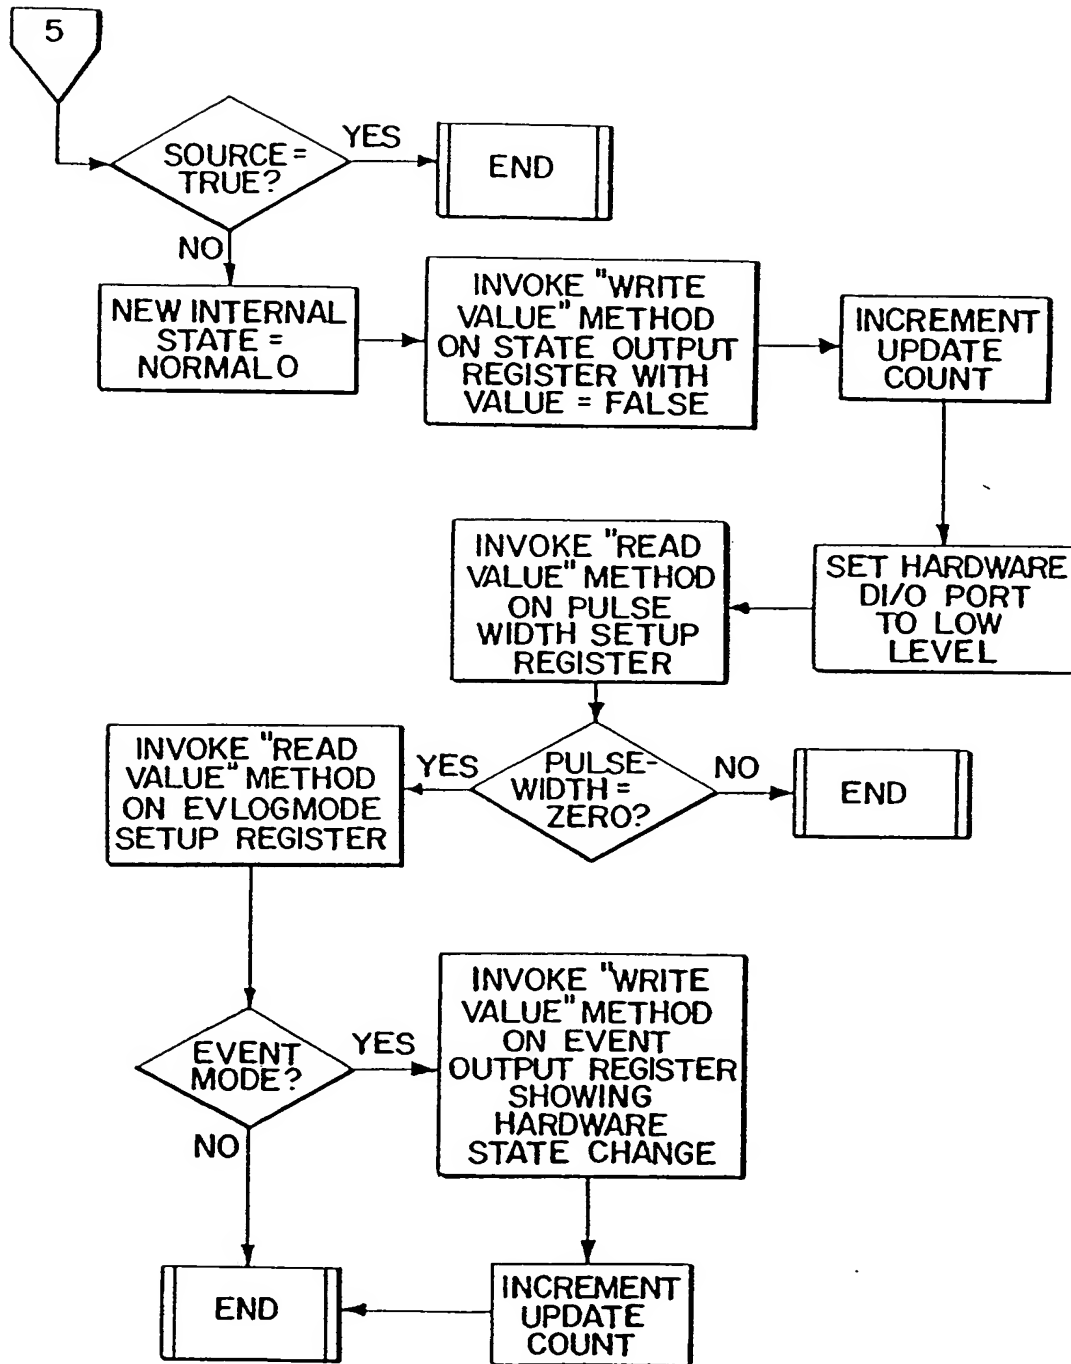 5
SOURCE =
TRUE?
YES
END
NO
NEW INTERNAL
STATE =
NORMAL 0
INVOKE "WRITE
VALUE" METHOD
ON STATE OUTPUT
REGISTER WITH
VALUE = FALSE
INCREMENT
UPDATE
COUNT
SET HARDWARE
DI/O PORT
TO LOW
LEVEL
INVOKE "READ
VALUE" METHOD
ON PULSE
WIDTH SETUP
REGISTER
PULSE-
WIDTH =
ZERO?
NO
END
YES
INVOKE "READ
VALUE" METHOD
ON EVLOGMODE
SETUP REGISTER
EVENT
MODE?
YES
INVOKE "WRITE
VALUE" METHOD
ON EVENT
OUTPUT REGISTER
SHOWING
HARDWARE
STATE CHANGE
NO
END
INCREMENT
UPDATE
COUNT